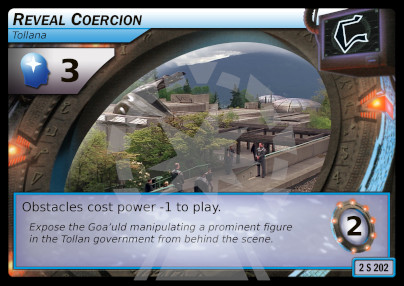 REVEAL COERCION
Tollana
3
Obstacles cost power -1 to play.
Expose the Goa'uld manipulating a prominent figure
in the Tollan government from behind the scene.
2
2 S 202